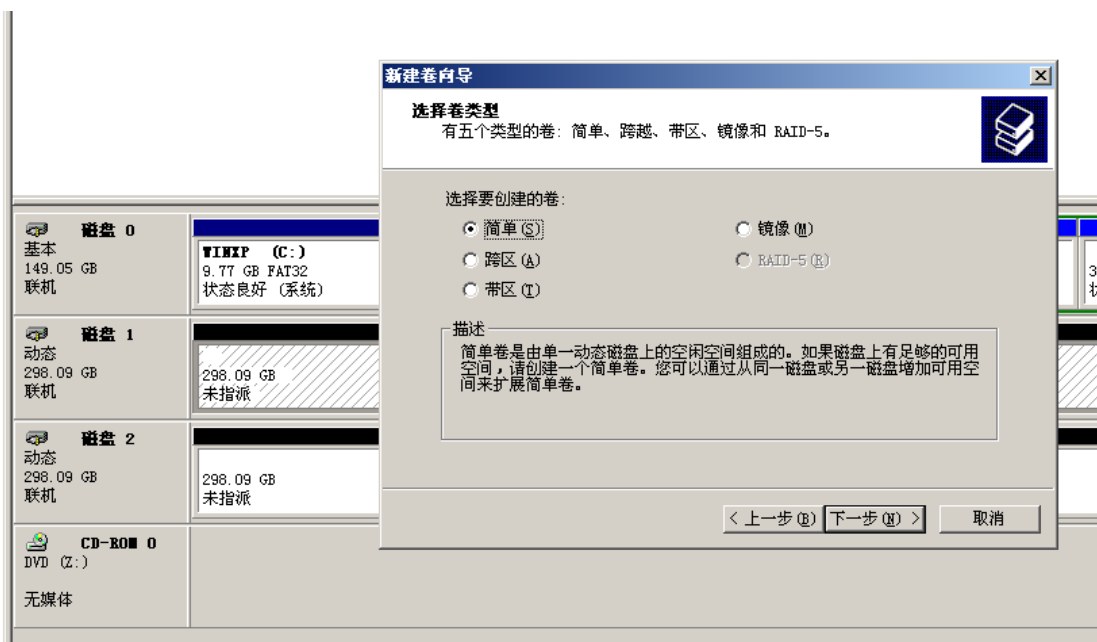 新建卷向导
选择卷类型
有五个类型的卷: 简单、跨越、带区、镜像和 RAID-5。
选择要创建的卷:
简单(S)
镜像(M)
跨区(A)
RAID-5(R)
带区(T)
描述
简单卷是由单一动态磁盘上的空闲空间组成的。如果磁盘上有足够的可用
空间，请创建一个简单卷。您可以通过从同一磁盘或另一磁盘增加可用空
间来扩展简单卷。
< 上一步(B)
下一步(N) >
取消
磁盘 0
基本
149.05 GB
联机
WINXP (C:)
9.77 GB FAT32
状态良好 (系统)
3
磁盘 1
动态
298.09 GB
联机
298.09 GB
未指派
磁盘 2
动态
298.09 GB
联机
298.09 GB
未指派
CD-ROM 0
DVD (Z:)
无媒体